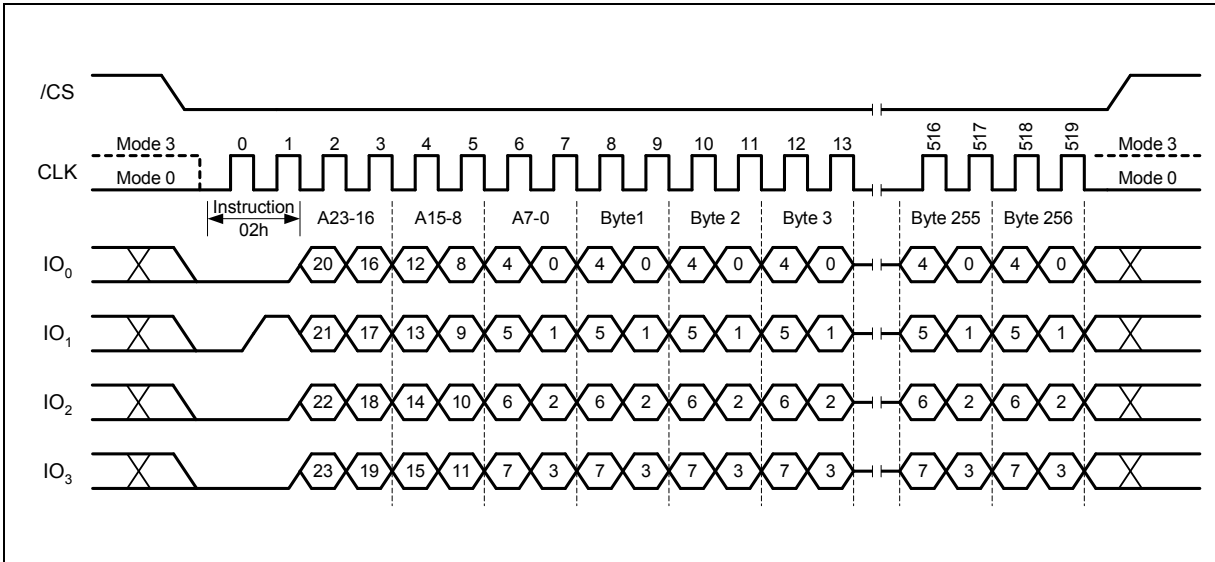 /CS
Mode 3 0 1 2 3 4 5 6 7 8 9 10 11 12 13 516 517 518 519 Mode 3
CLK Mode 0 Mode 0
Instruction
02h A23-16 A15-8 A7-0 Byte1 Byte 2 Byte 3 Byte 255 Byte 256
IO0 20 16 12 8 4 0 4 0 4 0 4 0 4 0 4 0
IO1 21 17 13 9 5 1 5 1 5 1 5 1 5 1 5 1
IO2 22 18 14 10 6 2 6 2 6 2 6 2 6 2 6 2
IO3 23 19 15 11 7 3 7 3 7 3 7 3 7 3 7 3